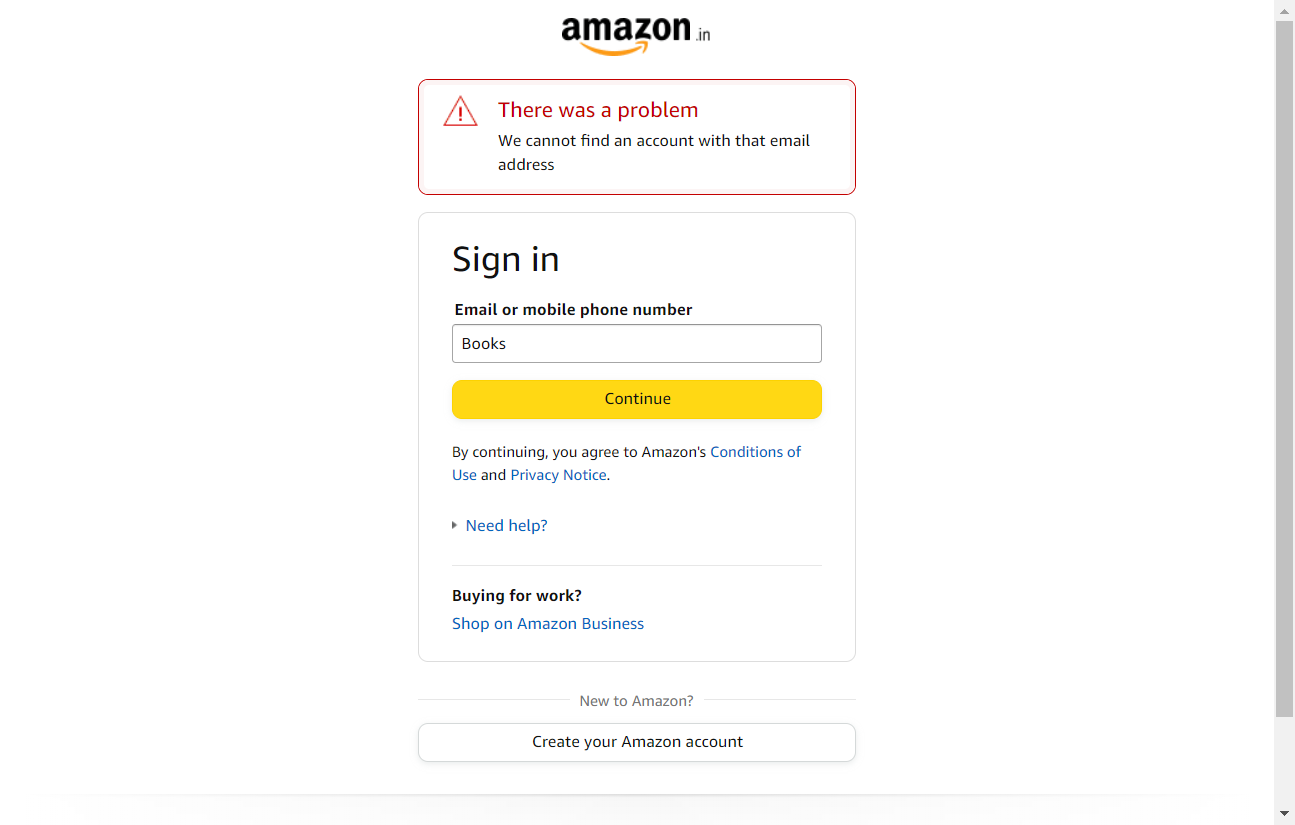 amazon.in
There was a problem
We cannot find an account with that email
address
Sign in
Email or mobile phone number
Books
Continue
By continuing, you agree to Amazon's Conditions of
Use and Privacy Notice.
Need help?
Buying for work?
Shop on Amazon Business
New to Amazon?
Create your Amazon account